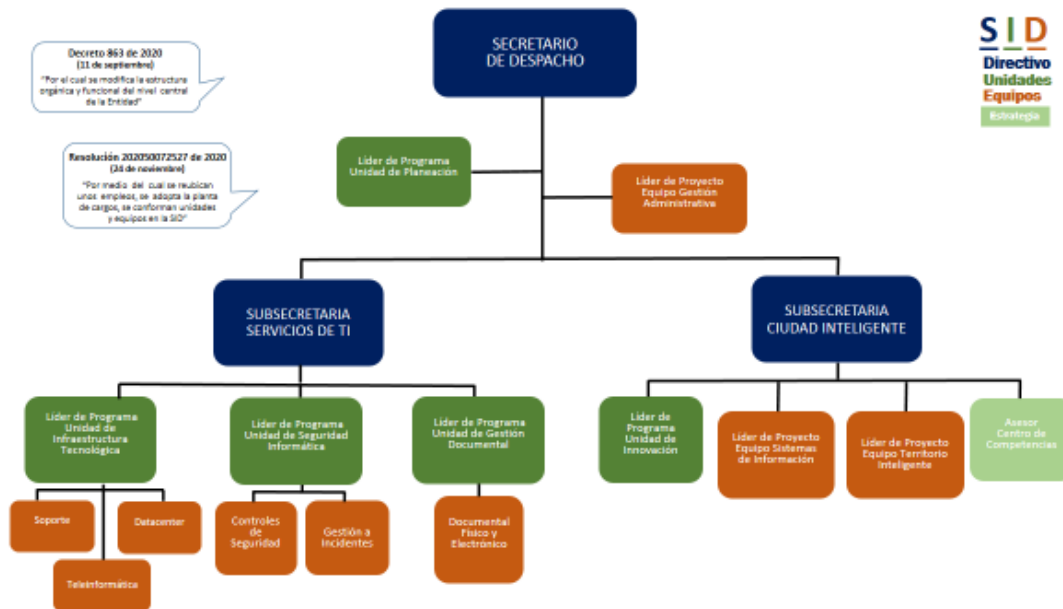 SECRETARIO
DE DESPACHO
SID
Directivo
Unidades
Equipos
Estrategia
Decreto 863 de 2020
(11 de septiembre)
"Por el cual se modifica la estructura
orgánica y funcional del nivel central
de la Entidad"
Resolución 202050072527 de 2020
(24 de noviembre)
"Por medio del cual se reubican
unos empleos, se adopta la planta
de cargos, se conforman unidades
y equipos en la SID"
Líder de Programa
Unidad de Planeación
Líder de Proyecto
Equipo Gestión
Administrativa
SUBSECRETARIA
SERVICIOS DE TI
SUBSECRETARIA
CIUDAD INTELIGENTE
Líder de Programa
Unidad de
Infraestructura
Tecnológica
Líder de Programa
Unidad de Seguridad
Informática
Líder de Programa
Unidad de Gestión
Documental
Líder de
Programa
Unidad de
Innovación
Líder de Proyecto
Equipo Sistemas
de Información
Líder de Proyecto
Equipo Territorio
Inteligente
Asesor
Centro de
Competencias
Soporte
Datacenter
Teleinformática
Controles
de
Seguridad
Gestión a
Incidentes
Documental
Físico y
Electrónico